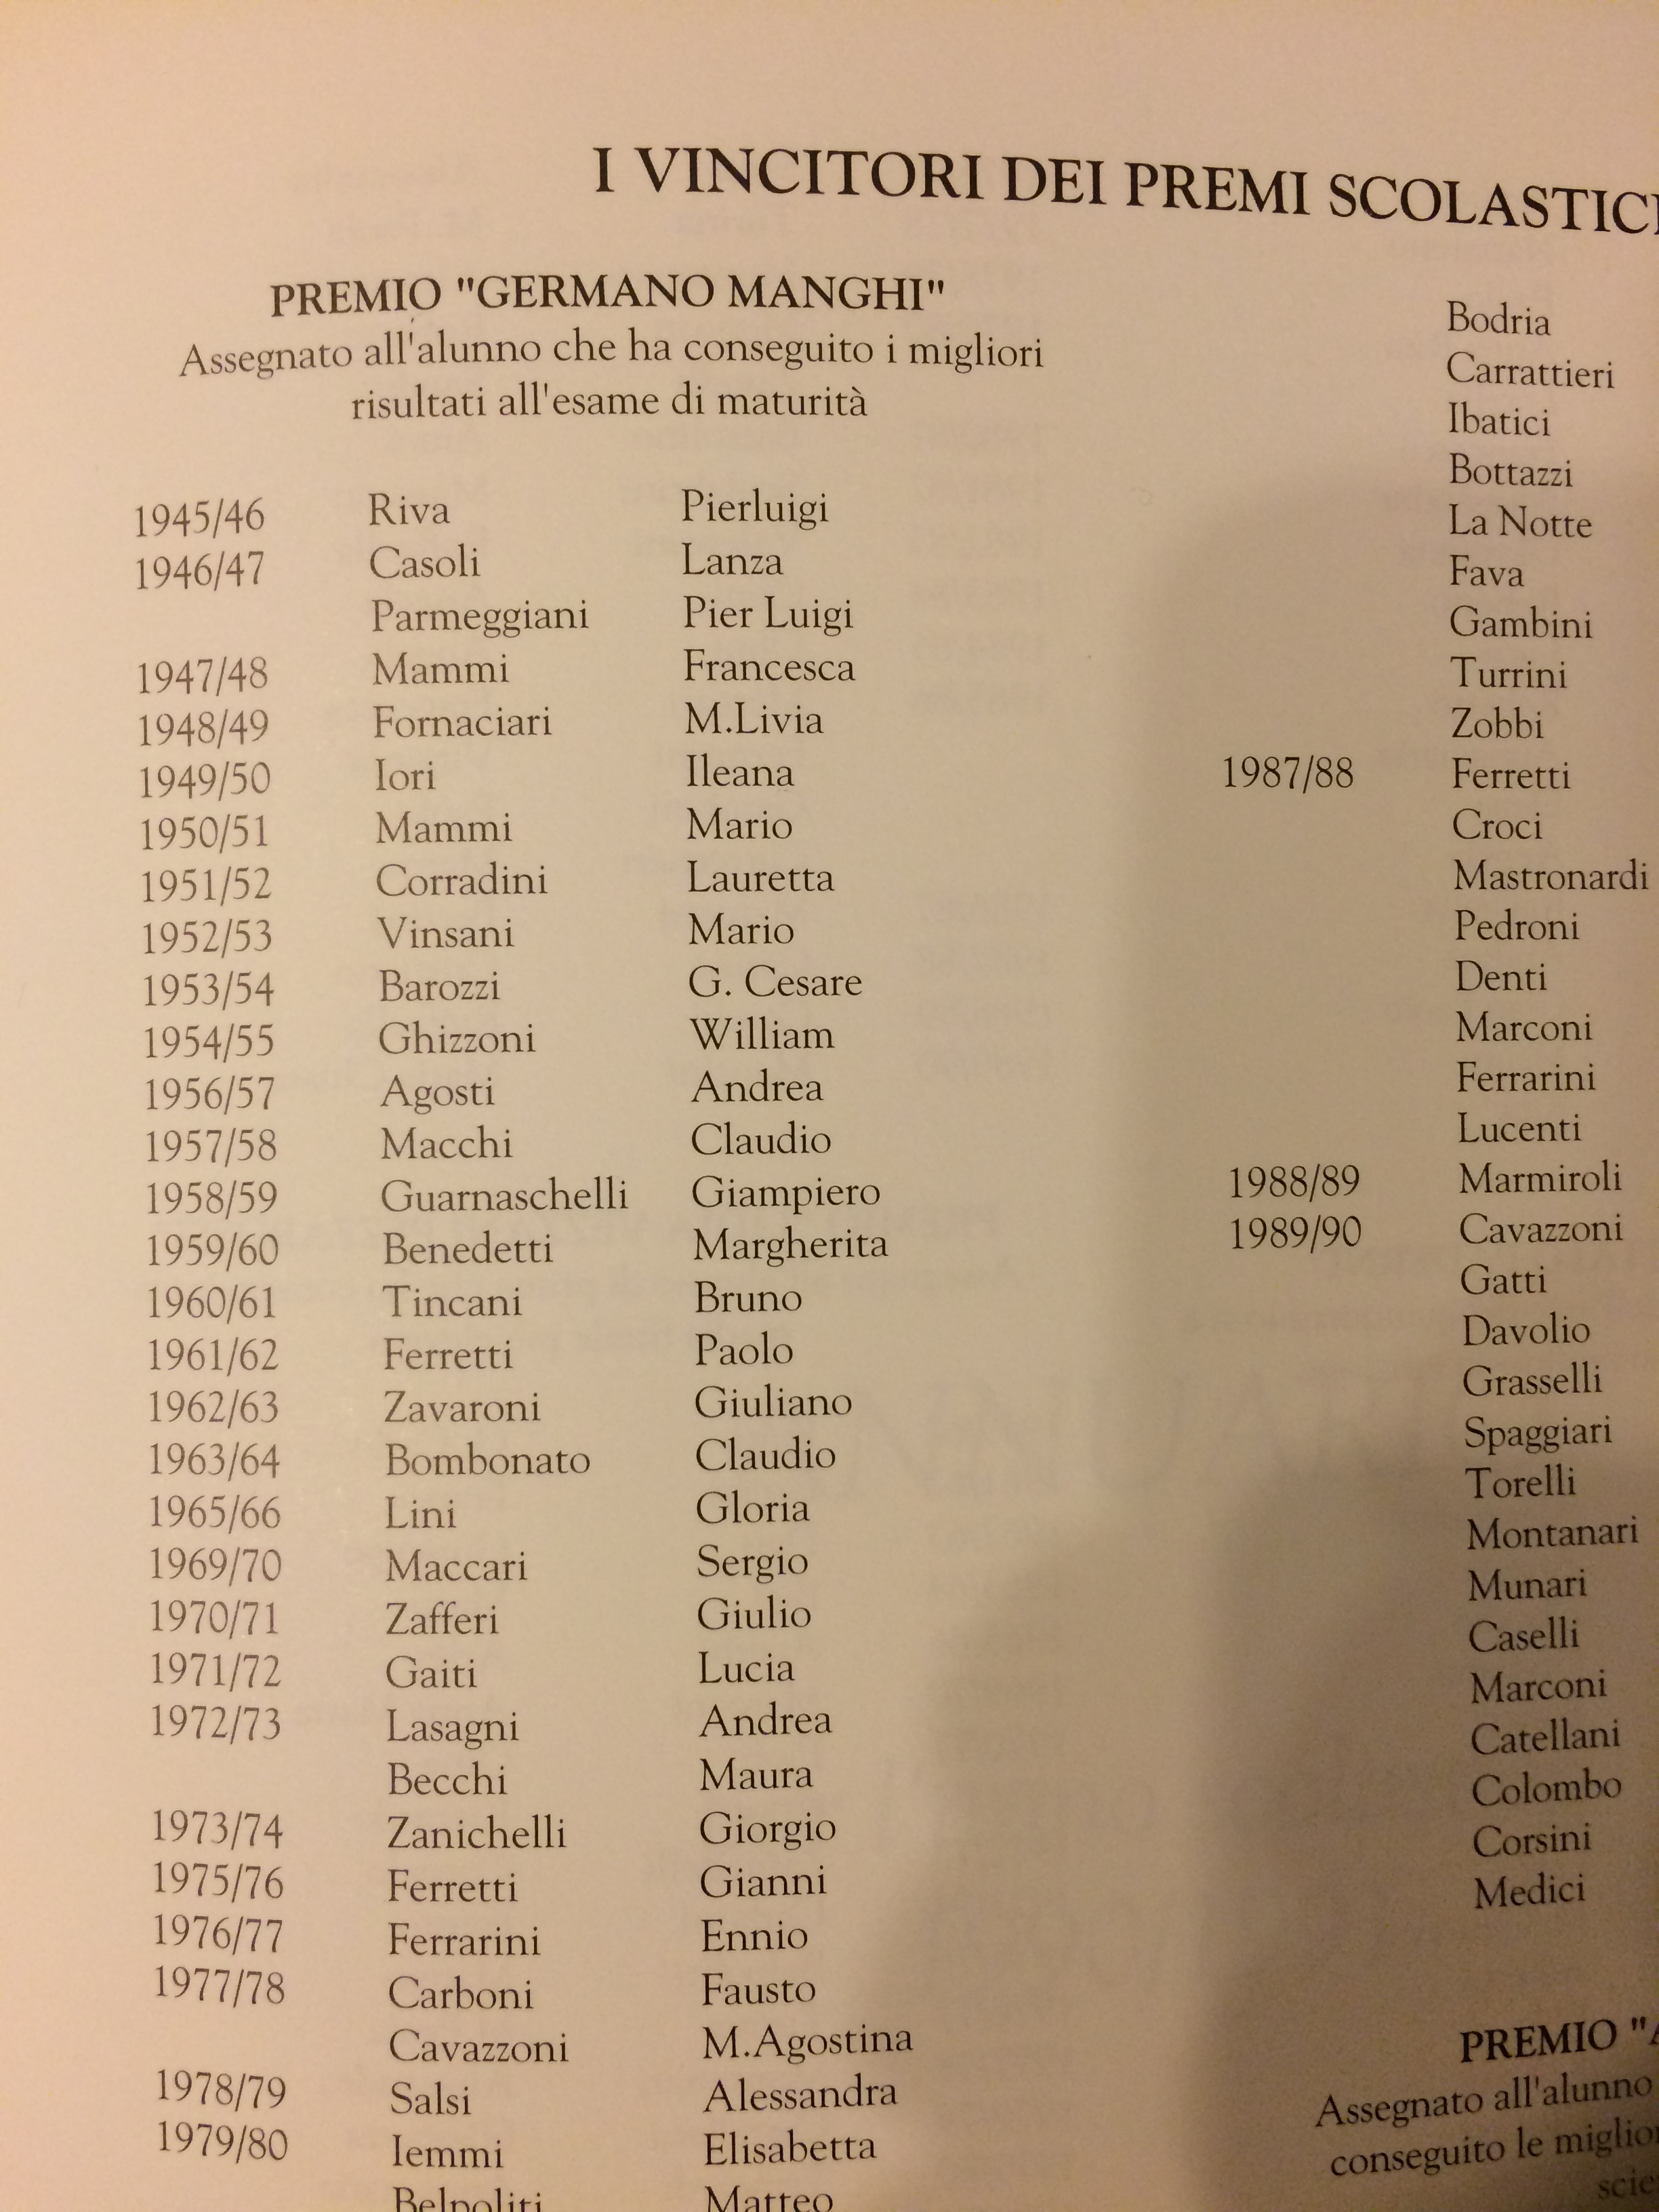 I VINCITORI DEI PREMI SCOLASTICI
PREMIO "GERMANO MANGHI"
Assegnato all'alunno che ha conseguito i migliori
risultati all'esame di maturità
1945/46 Riva Pierluigi
1946/47 Casoli Lanza
Parmeggiani Pier Luigi
1947/48 Mammi Francesca
1948/49 Fornaciari M.Livia
1949/50 Iori Ileana
1950/51 Mammi Mario
1951/52 Corradini Lauretta
1952/53 Vinsani Mario
1953/54 Barozzi G. Cesare
1954/55 Ghizzoni William
1956/57 Agosti Andrea
1957/58 Macchi Claudio
1958/59 Guarnaschelli Giampiero
1959/60 Benedetti Margherita
1960/61 Tincani Bruno
1961/62 Ferretti Paolo
1962/63 Zavaroni Giuliano
1963/64 Bombonato Claudio
1965/66 Lini Gloria
1969/70 Maccari Sergio
1970/71 Zafferi Giulio
1971/72 Gaiti Lucia
1972/73 Lasagni Andrea
Becchi Maura
1973/74 Zanichelli Giorgio
1975/76 Ferretti Gianni
1976/77 Ferrarini Ennio
1977/78 Carboni Fausto
Cavazzoni M.Agostina
1978/79 Salsi Alessandra
1979/80 Iemmi Elisabetta
Belpoliti Matteo
Bodria
Carrattieri
Ibatici
Bottazzi
La Notte
Fava
Gambini
Turrini
Zobbi
1987/88 Ferretti
Croci
Mastronardi
Pedroni
Denti
Marconi
Ferrarini
Lucenti
1988/89 Marmiroli
1989/90 Cavazzoni
Gatti
Davolio
Grasselli
Spaggiari
Torelli
Montanari
Munari
Caselli
Marconi
Catellani
Colombo
Corsini
Medici
PREMIO "A
Assegnato all'alunno
conseguito le miglior
scie